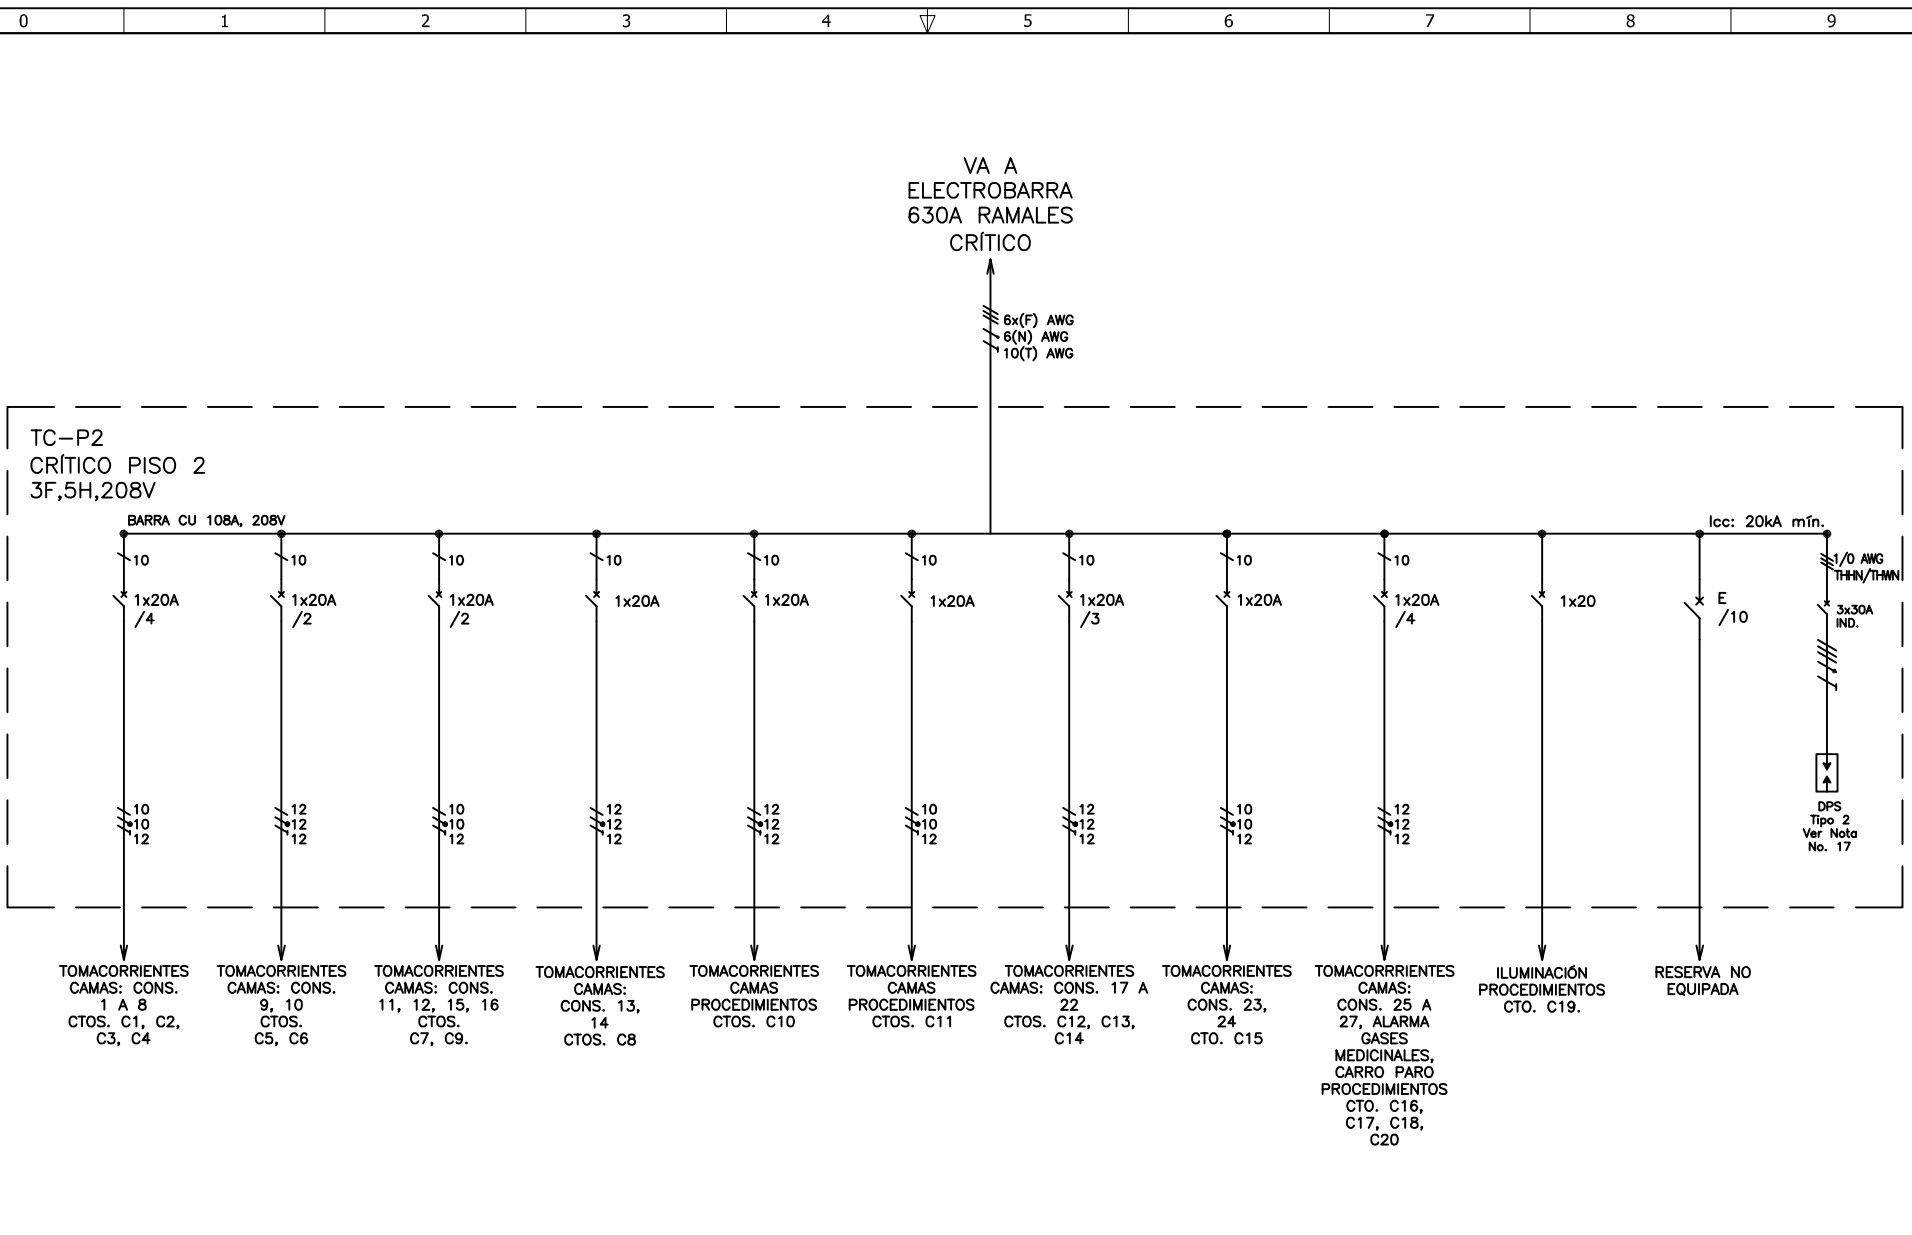 0 1 2 3 4 5 6 7 8 9
VA A
ELECTROBARRA
630A RAMALES
CRÍTICO
6x(F) AWG
6(N) AWG
10(T) AWG
TC-P2
CRÍTICO PISO 2
3F,5H,208V
BARRA CU 108A, 208V
Icc: 20kA mín.
10
1x20A
/4
10
10
12
TOMACORRIENTES
CAMAS: CONS.
1 A 8
CTOS. C1, C2,
C3, C4
10
1x20A
/2
12
12
12
TOMACORRIENTES
CAMAS: CONS.
9, 10
CTOS.
C5, C6
10
1x20A
/2
10
10
12
TOMACORRIENTES
CAMAS: CONS.
11, 12, 15, 16
CTOS.
C7, C9.
10
1x20A
12
12
12
TOMACORRIENTES
CAMAS:
CONS. 13,
14
CTOS. C8
10
1x20A
12
12
12
TOMACORRIENTES
CAMAS
PROCEDIMIENTOS
CTOS. C10
10
1x20A
10
10
12
TOMACORRIENTES
CAMAS
PROCEDIMIENTOS
CTOS. C11
10
1x20A
/3
12
12
12
TOMACORRIENTES
CAMAS: CONS. 17 A
22
CTOS. C12, C13,
C14
10
1x20A
10
10
12
TOMACORRIENTES
CAMAS:
CONS. 23,
24
CTO. C15
10
1x20A
/4
12
12
12
TOMACORRRIENTES
CAMAS:
CONS. 25 A
27, ALARMA
GASES
MEDICINALES,
CARRO PARO
PROCEDIMIENTOS
CTO. C16,
C17, C18,
C20
1x20
ILUMINACIÓN
PROCEDIMIENTOS
CTO. C19.
E
/10
RESERVA NO
EQUIPADA
1/0 AWG
THHN/THWN
3x30A
IND.
DPS
Tipo 2
Ver Nota
No. 17